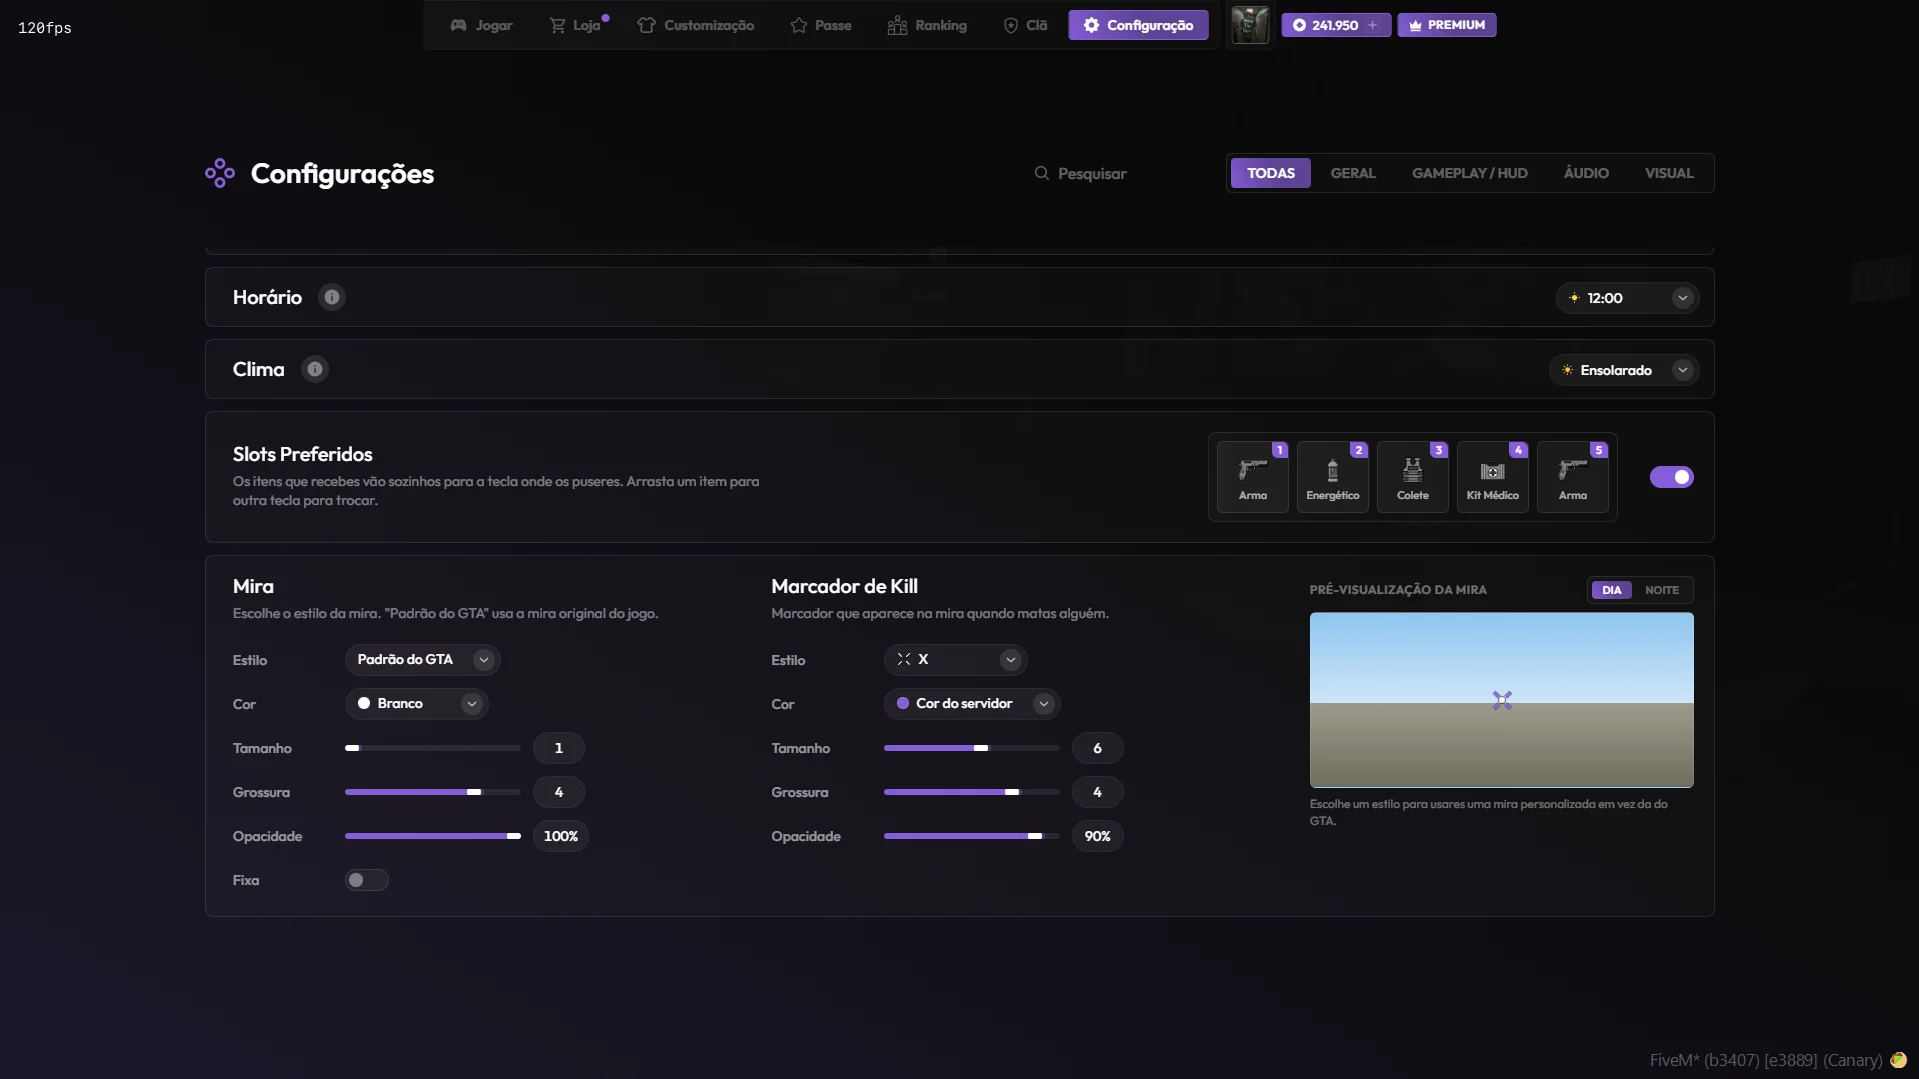 120fps
Jogar
Loja
Customização
Passe
Ranking
Clã
Configuração
241.950 +
PREMIUM
Configurações
Pesquisar
TODAS
GERAL
GAMEPLAY / HUD
ÁUDIO
VISUAL
Horário
12:00
Clima
Ensolarado
Slots Preferidos
Os itens que recebes vão sozinhos para a tecla onde os puseres. Arrasta um item para
outra tecla para trocar.
1
Arma
2
Energético
3
Colete
4
Kit Médico
5
Arma
Mira
Escolhe o estilo da mira. "Padrão do GTA" usa a mira original do jogo.
Estilo
Padrão do GTA
Cor
Branco
Tamanho
1
Grossura
4
Opacidade
100%
Fixa
Marcador de Kill
Marcador que aparece na mira quando matas alguém.
Estilo
X
Cor
Cor do servidor
Tamanho
6
Grossura
4
Opacidade
90%
PRÉ-VISUALIZAÇÃO DA MIRA
DIA
NOITE
Escolhe um estilo para usares uma mira personalizada em vez da do
GTA.
FiveM* (b3407) [e3889] (Canary)